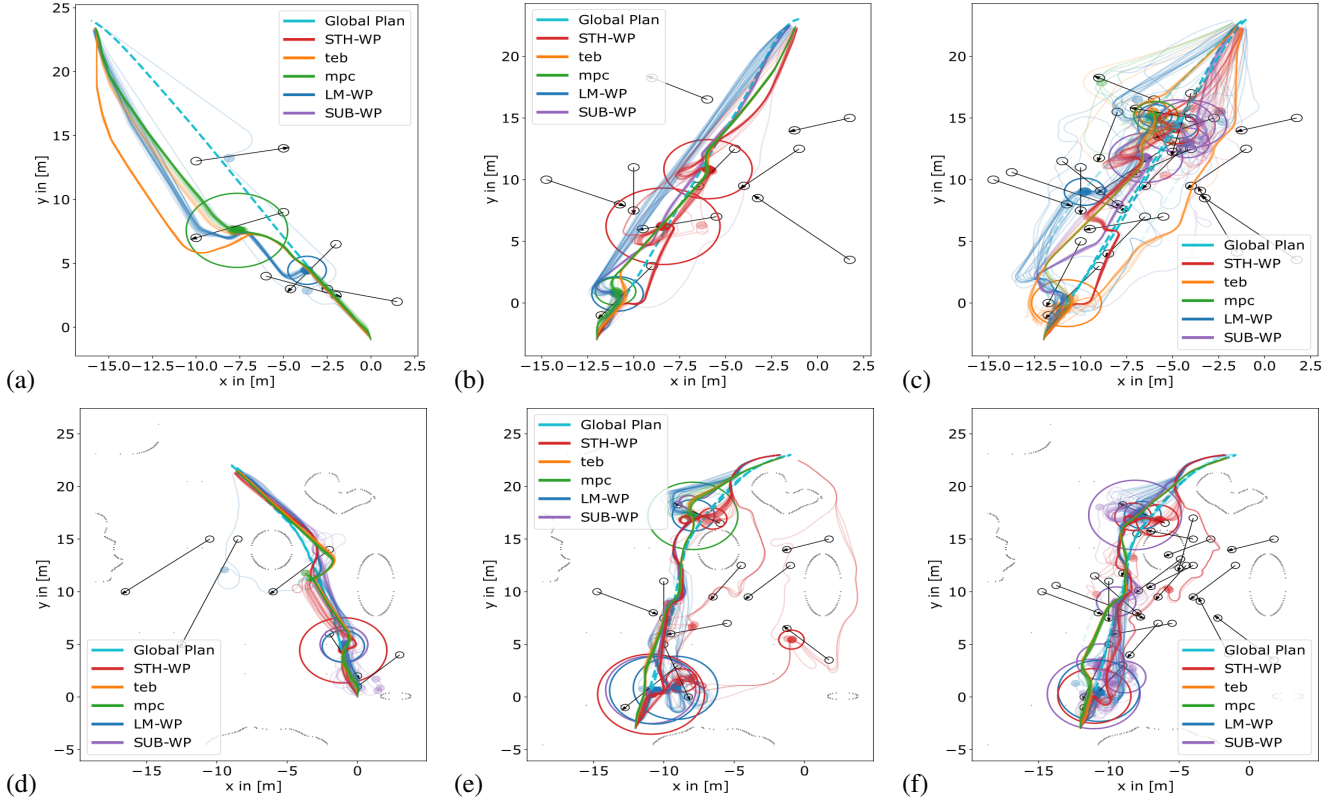 25
20
15
10
5
0
y in [m]
−15.0
−12.5
−10.0
−7.5
−5.0
−2.5
0.0
2.5
x in [m]
Global Plan
STH-WP
teb
mpc
LM-WP
SUB-WP
(a)
20
15
10
5
0
y in [m]
−15.0
−12.5
−10.0
−7.5
−5.0
−2.5
0.0
2.5
x in [m]
Global Plan
STH-WP
teb
mpc
LM-WP
SUB-WP
(b)
20
15
10
5
0
y in [m]
−15.0
−12.5
−10.0
−7.5
−5.0
−2.5
0.0
2.5
x in [m]
Global Plan
STH-WP
teb
mpc
LM-WP
SUB-WP
(c)
25
20
15
10
5
0
−5
y in [m]
−15
−10
−5
0
x in [m]
Global Plan
STH-WP
teb
mpc
LM-WP
SUB-WP
(d)
25
20
15
10
5
0
−5
y in [m]
−15
−10
−5
0
x in [m]
Global Plan
STH-WP
teb
mpc
LM-WP
SUB-WP
(e)
25
20
15
10
5
0
−5
y in [m]
−15
−10
−5
0
x in [m]
Global Plan
STH-WP
teb
mpc
LM-WP
SUB-WP
(f)